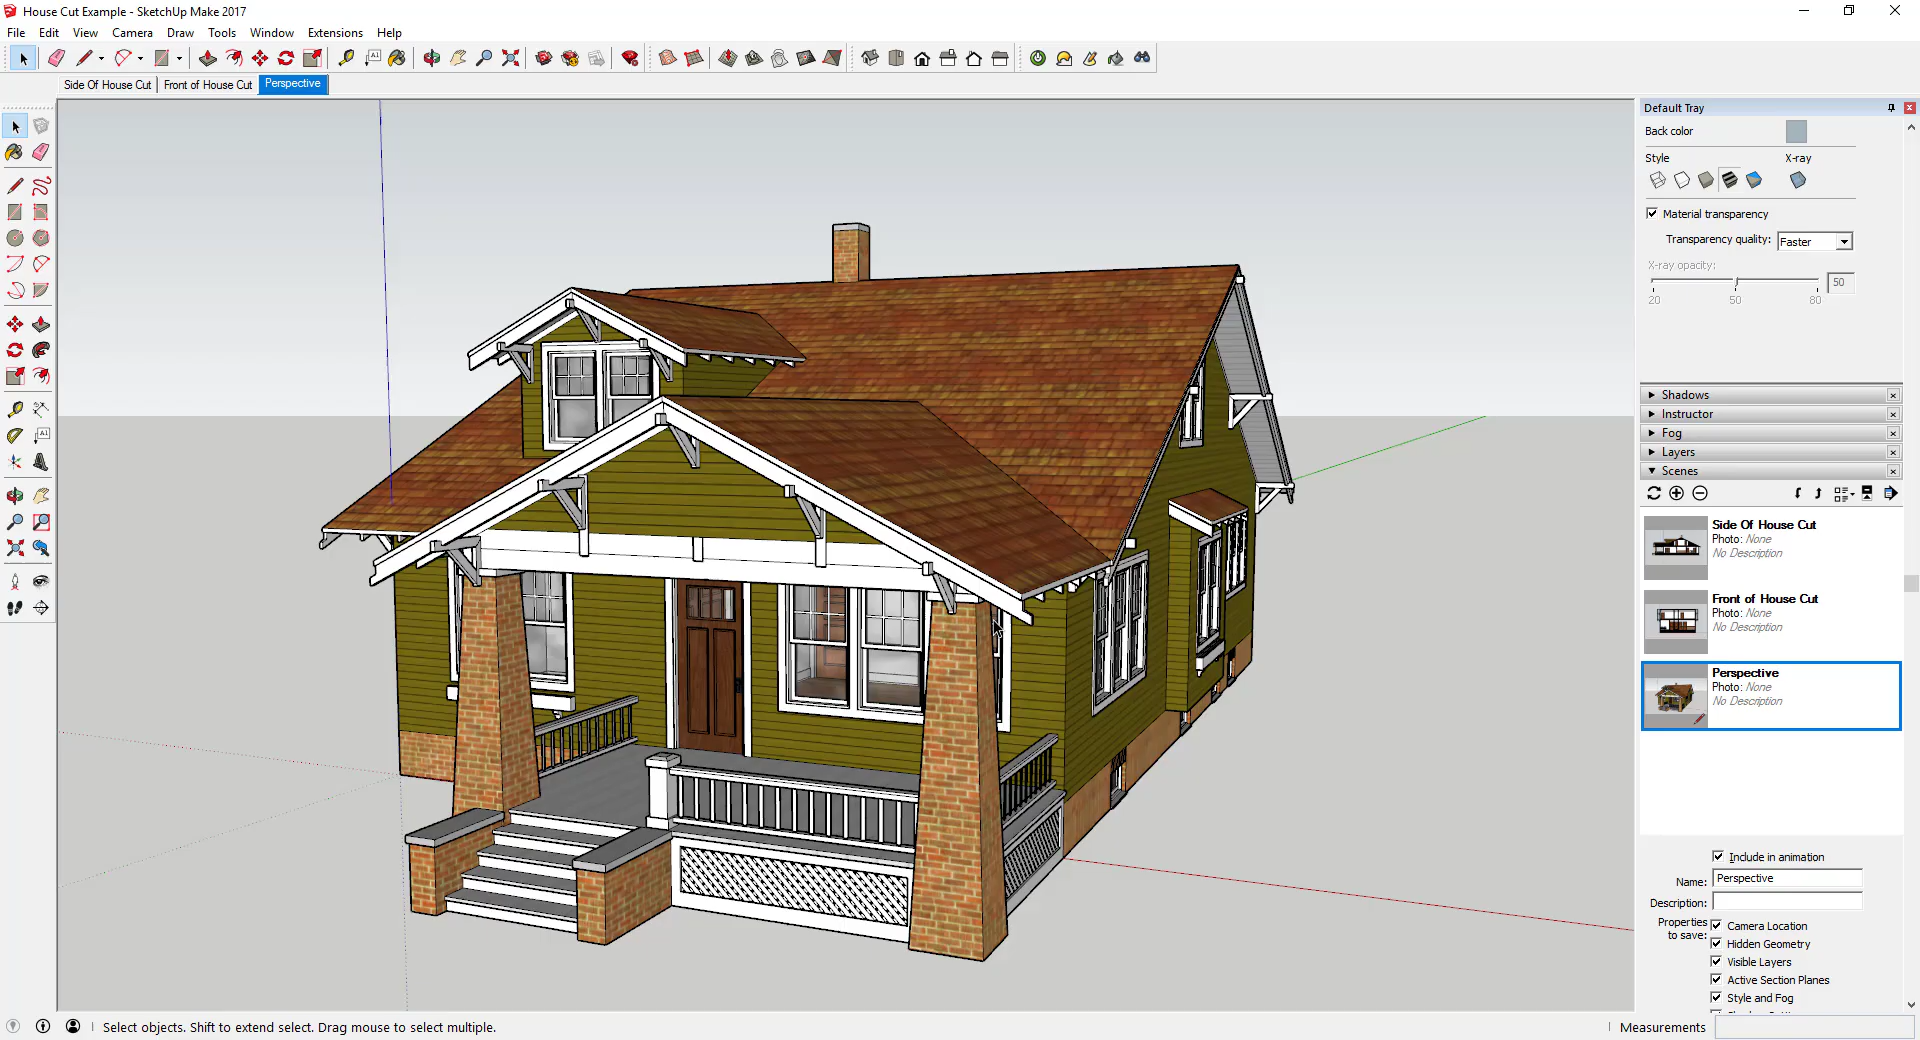 House Cut Example - SketchUp Make 2017
File Edit View Camera Draw Tools Window Extensions Help
Side Of House Cut Front of House Cut Perspective
Default Tray
Back color
Style X-ray
Material transparency
Transparency quality: Faster
X-ray opacity:
50
20 50 80
Shadows
Instructor
Fog
Layers
Scenes
Side Of House Cut
Photo: None
No Description
Front of House Cut
Photo: None
No Description
Perspective
Photo: None
No Description
Include in animation
Name: Perspective
Description:
Properties to save:
Camera Location
Hidden Geometry
Visible Layers
Active Section Planes
Style and Fog
Select objects. Shift to extend select. Drag mouse to select multiple.
Measurements